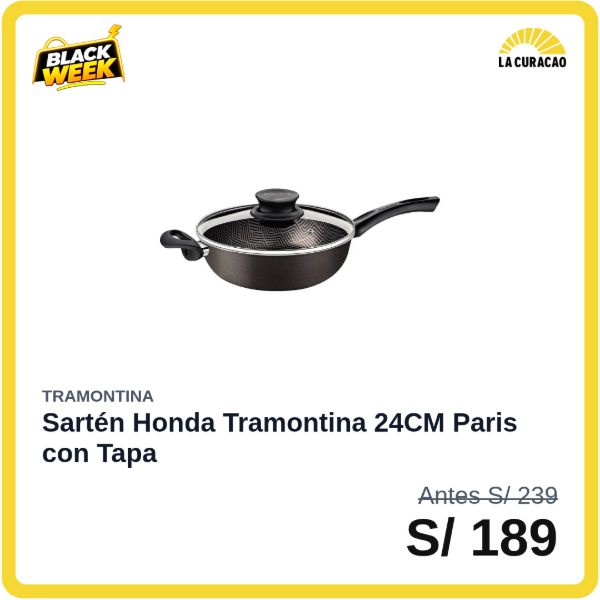 BLACK
WEEK
LA CURACAO
TRAMONTINA
Sartén Honda Tramontina 24CM Paris
con Tapa
Antes S/ 239
S/ 189